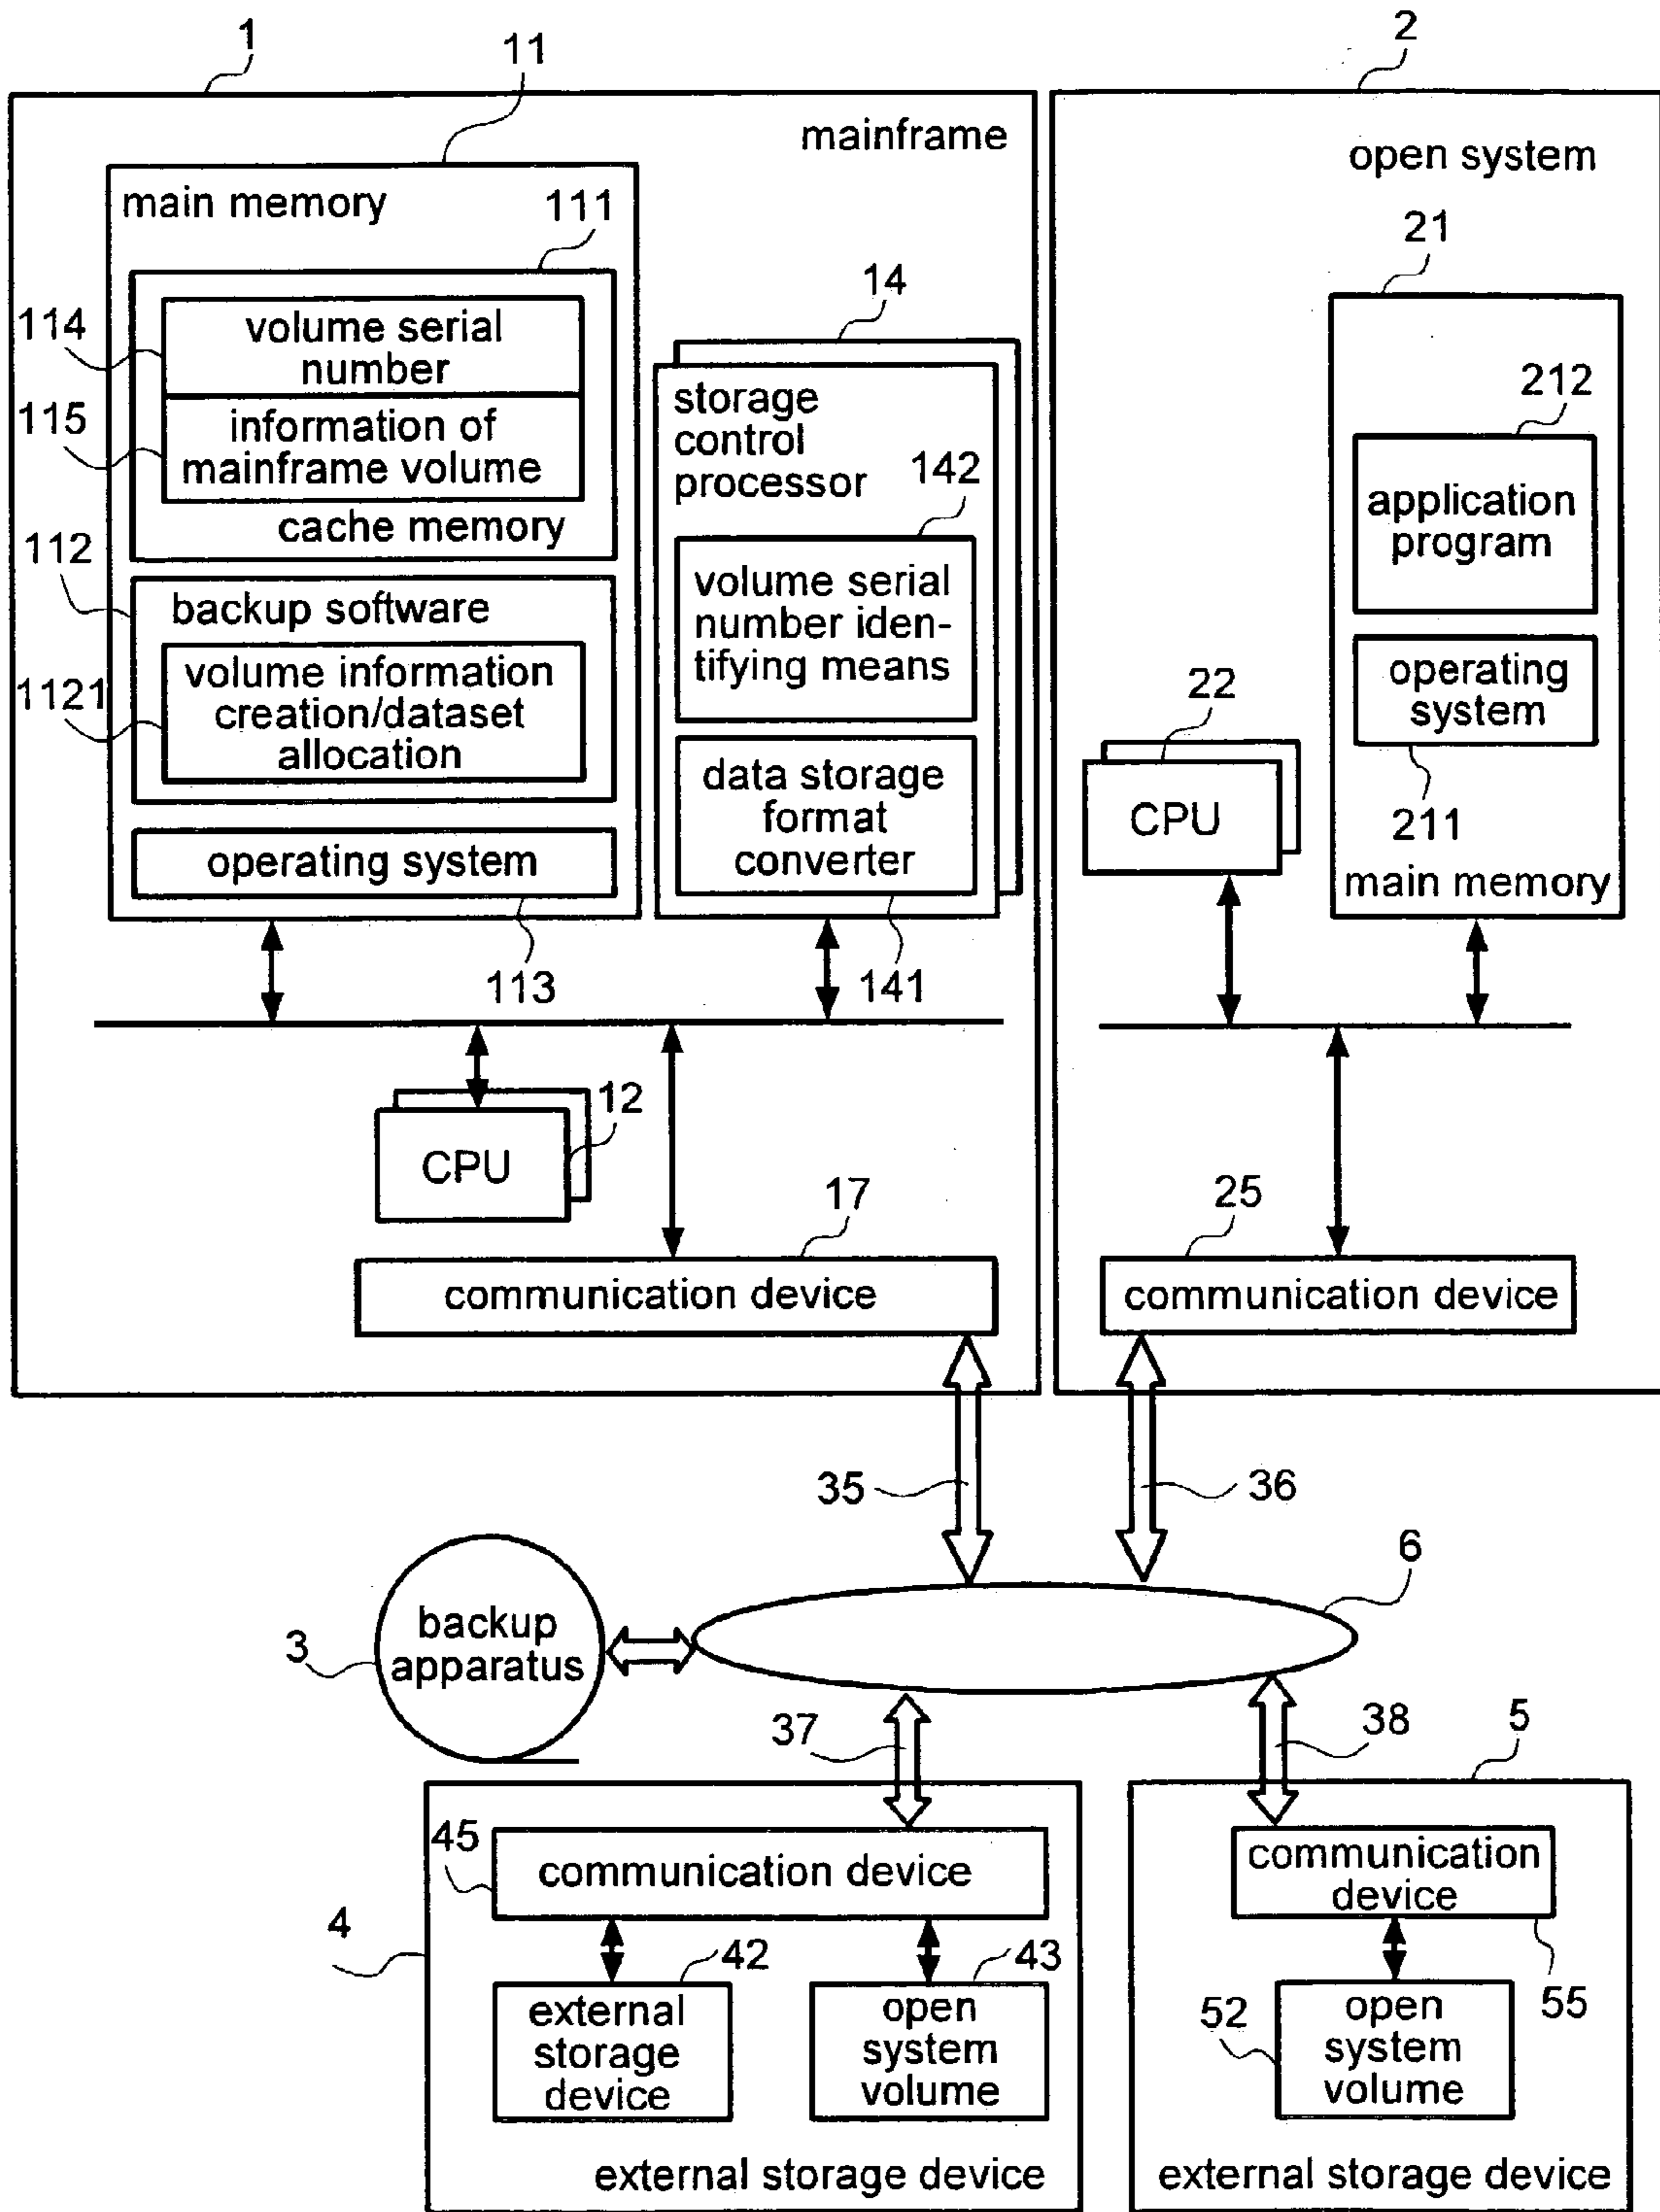 1
11
2
mainframe
open system
main memory
111
21
14
114
volume serial
number
115
information of
mainframe volume
cache memory
storage
control
processor
142
212
application
program
112
backup software
volume serial
number iden-
tifying means
1121
volume information
creation/dataset
allocation
22
operating
system
CPU
211
data storage
format
converter
operating system
main memory
113
141
12
CPU
17
25
communication device
communication device
35
36
6
backup
apparatus
3
37
38
5
45
communication device
communication
device
4
42
43
55
external
storage
device
open
system
volume
52
open
system
volume
external storage device
external storage device